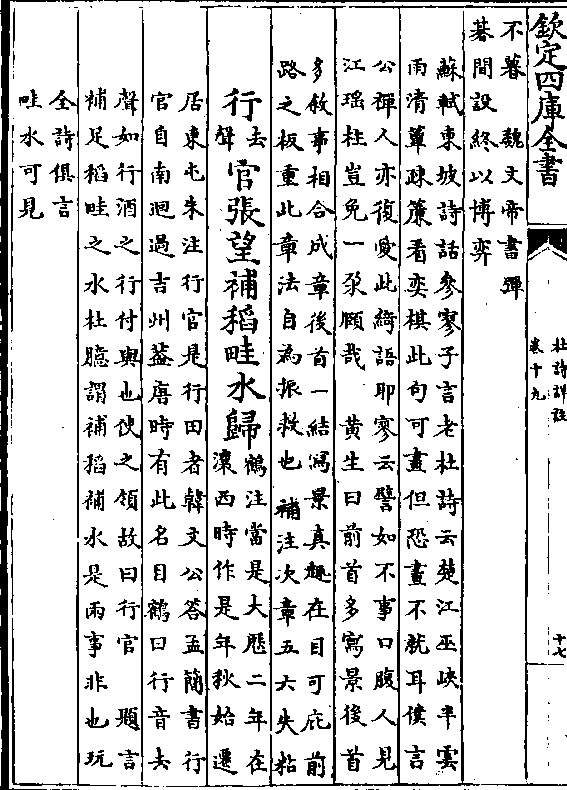 欽定四庫全書
杜詩詳註
卷十九
十七
不暮　魏文帝書彈
棊間設終以博弈
蘇軾東坡詩話參寥子言老杜詩云楚江巫峽半雲
雨清簟疎簾看奕棋此句可畫但恐畫不就耳僕言
公禪人亦復愛此綺語耶寥云譬如不事口腹人見
江瑶柱豈免一朶頤哉　黄生曰前首多寫景後首
多敘事相合成章後首一結寫景真趣在目可庇前
路之板重此章法自為振救也　補注次章五六失粘
行去聲官張望補稻畦水歸鶴注當是大厯二年在
瀼西時作是年秋始遷
居東屯朱注行官是行田者韓文公答孟簡書行
官自南廻過吉州葢唐時有此名目鶴曰行音去
聲如行酒之行付與也使之領故曰行官　題言
補足稻畦之水杜臆謂補稻補水是兩事非也玩
全詩俱言
畦水可見